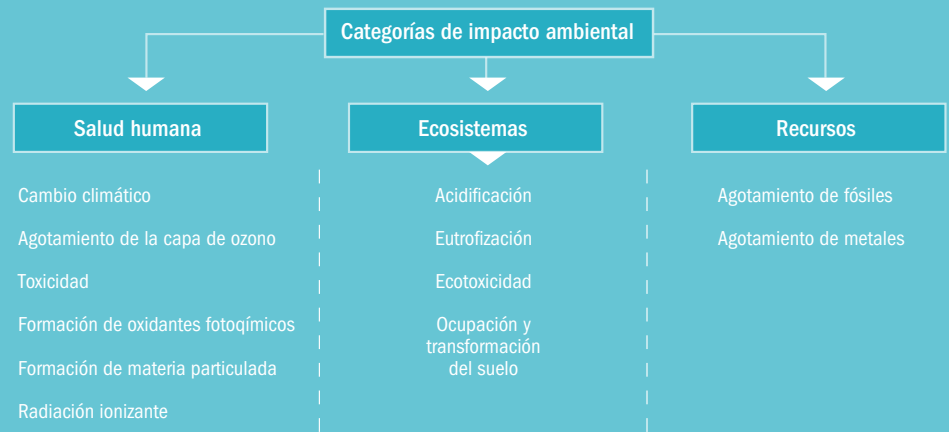 Categorías de impacto ambiental
Salud humana
Cambio climático
Agotamiento de la capa de ozono
Toxicidad
Formación de oxidantes fotoqímicos
Formación de materia particulada
Radiación ionizante
Ecosistemas
Acidificación
Eutrofización
Ecotoxicidad
Ocupación y
transformación
del suelo
Recursos
Agotamiento de fósiles
Agotamiento de metales